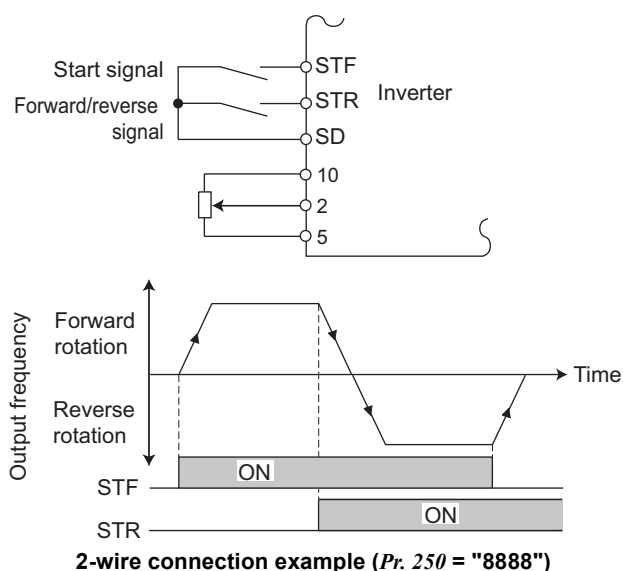 Start signal
Forward/reverse
signal
STF
STR
SD
Inverter
10
2
5
Output frequency
Forward
rotation
Reverse
rotation
Time
STF
ON
STR
ON
2-wire connection example (Pr. 250 = "8888")